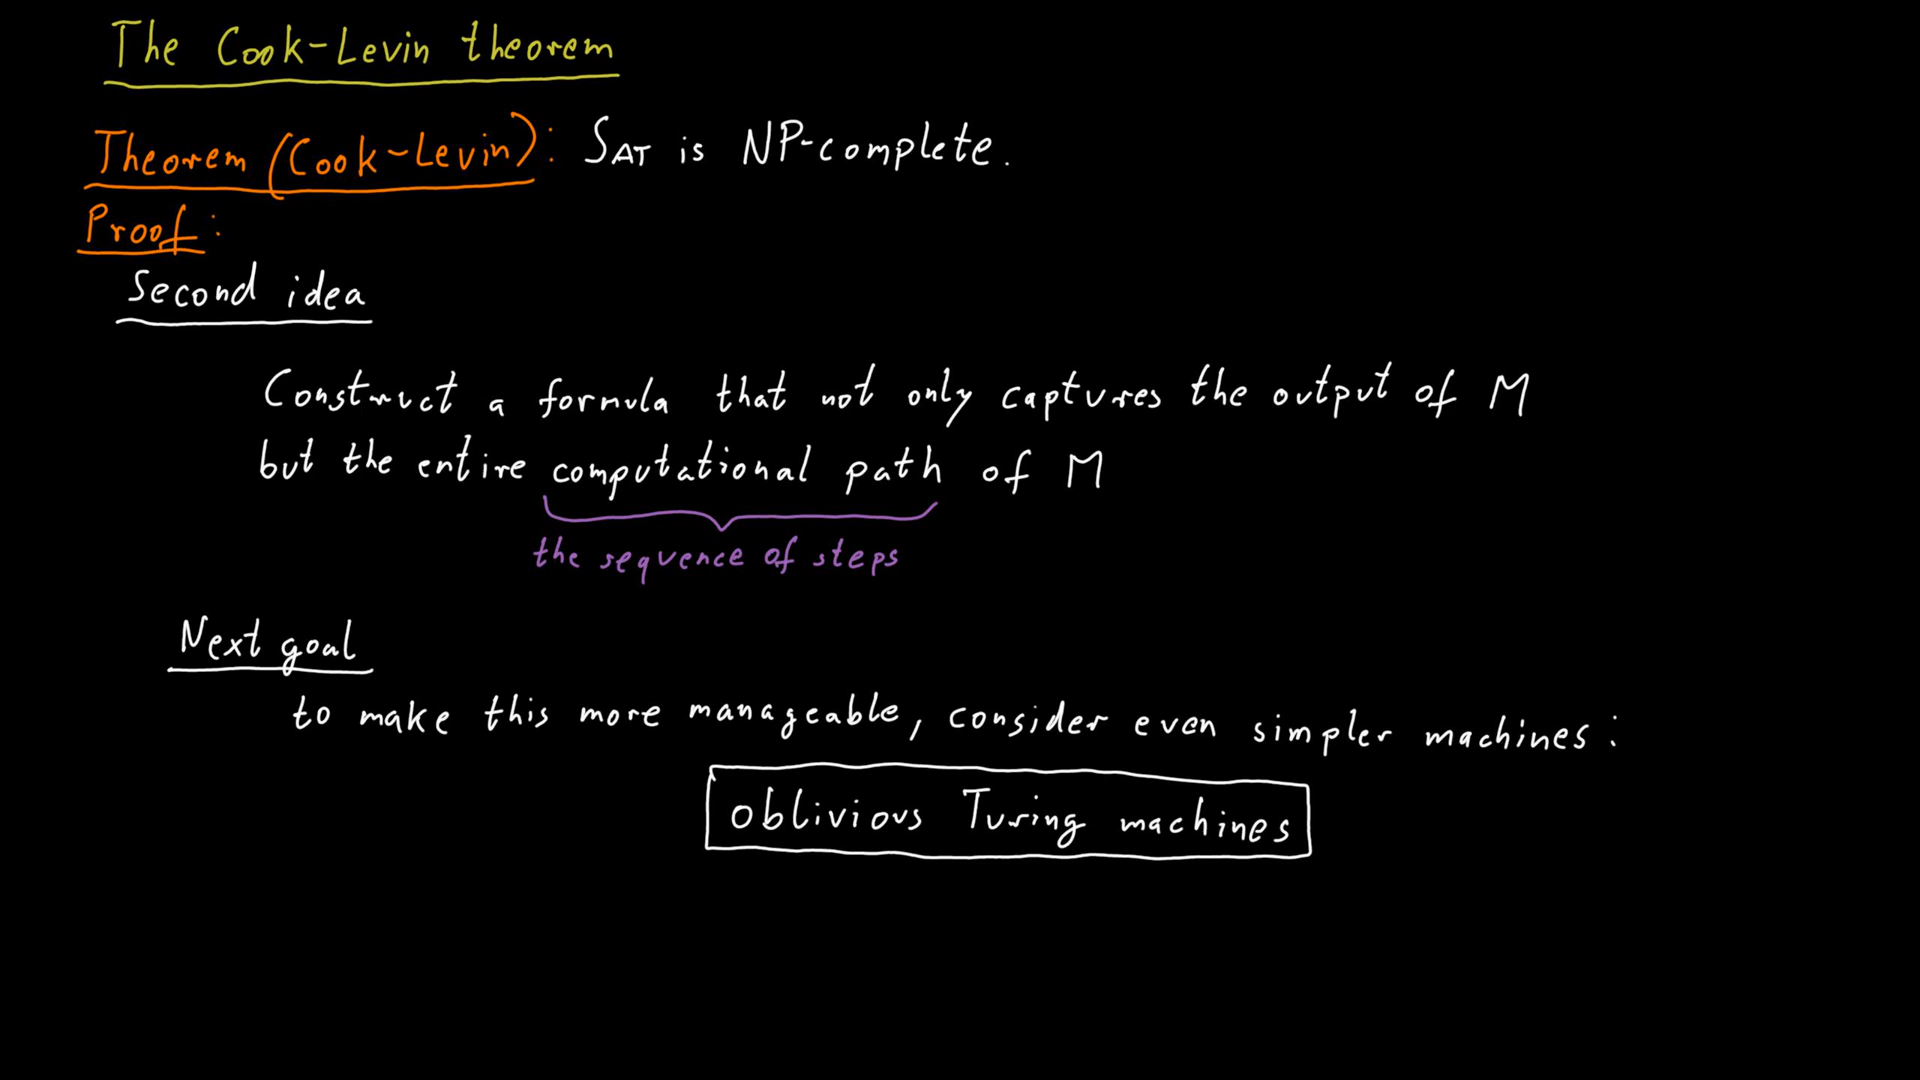 The Cook-Levin theorem
Theorem (Cook-Levin): SAT is NP-complete.
Proof:
Second idea
Construct a formula that not only captures the output of M
but the entire computational path of M
the sequence of steps
Next goal
to make this more manageable, consider even simpler machines:
oblivious Turing machines